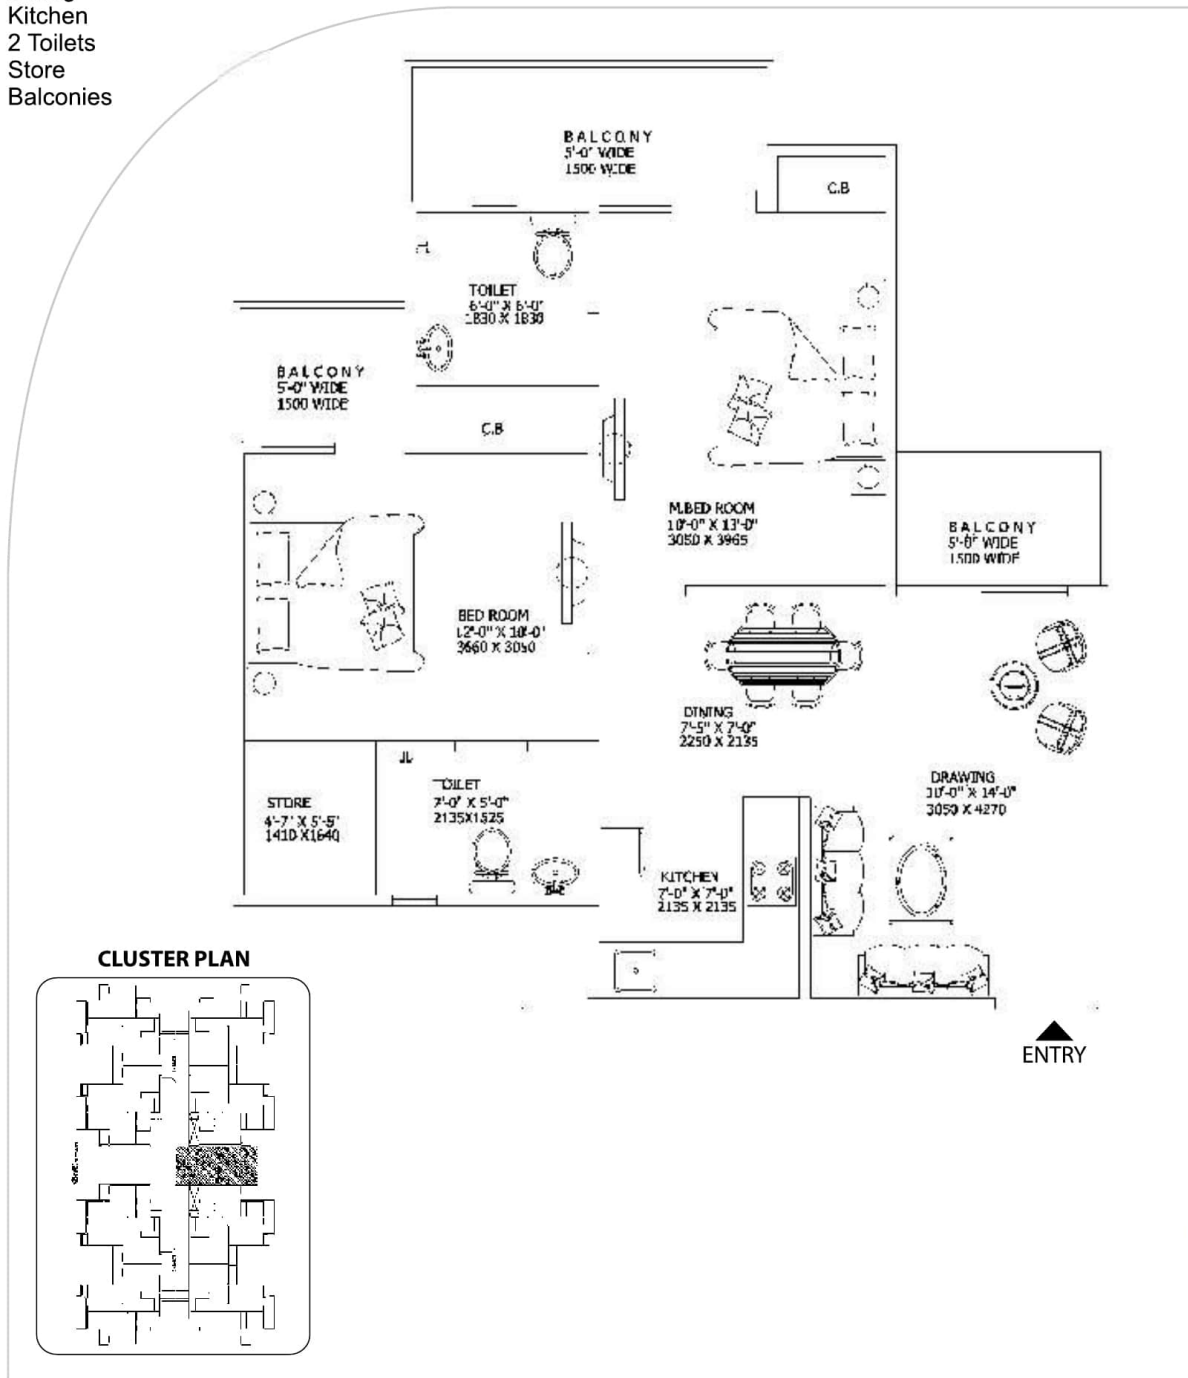 Kitchen
2 Toilets
Store
Balconies
BALCONY
5'-0" WIDE
1500 WIDE
C.B
TOILET
6'-0" X 6'-0"
1830 X 1830
BALCONY
5'-0" WIDE
1500 WIDE
C.B
M.BED ROOM
10'-0" X 13'-0"
3050 X 3965
BALCONY
5'-0" WIDE
1500 WIDE
BED ROOM
12'-0" X 10'-0"
3660 X 3050
DINING
7'-5" X 7'-0"
2250 X 2135
DRAWING
10'-0" X 14'-0"
3050 X 4270
STORE
4'-7" X 5'-5"
1410 X 1640
TOILET
7'-0" X 5'-0"
2135X1525
KITCHEN
7'-0" X 7'-0"
2135 X 2135
CLUSTER PLAN
ENTRY